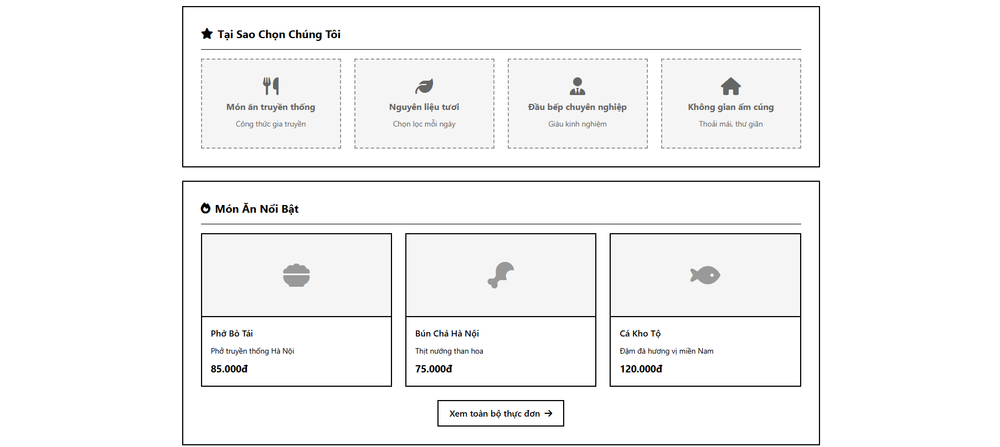 Tại Sao Chọn Chúng Tôi
Món ăn truyền thống
Công thức gia truyền
Nguyên liệu tươi
Chọn lọc mỗi ngày
Đầu bếp chuyên nghiệp
Giàu kinh nghiệm
Không gian ấm cúng
Thoải mái, thư giãn
Món Ăn Nổi Bật
Phở Bò Tái
Phở truyền thống Hà Nội
85.000đ
Bún Chả Hà Nội
Thịt nướng than hoa
75.000đ
Cá Kho Tộ
Đậm đà hương vị miền Nam
120.000đ
Xem toàn bộ thực đơn →